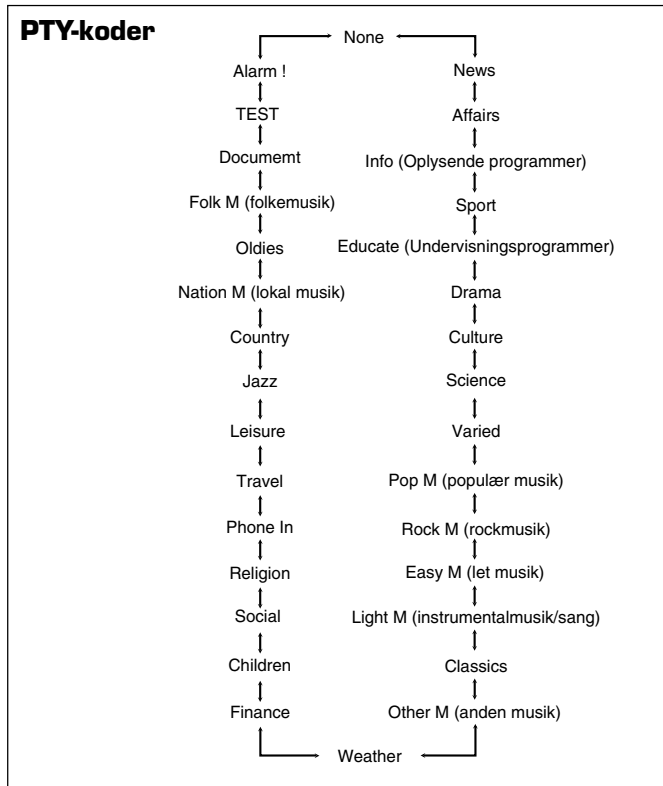 PTY-koder
None
Alarm !
TEST
Documemt
Folk M (folkemusik)
Oldies
Nation M (lokal musik)
Country
Jazz
Leisure
Travel
Phone In
Religion
Social
Children
Finance
News
Affairs
Info (Oplysende programmer)
Sport
Educate (Undervisningsprogrammer)
Drama
Culture
Science
Varied
Pop M (populær musik)
Rock M (rockmusik)
Easy M (let musik)
Light M (instrumentalmusik/sang)
Classics
Other M (anden musik)
Weather